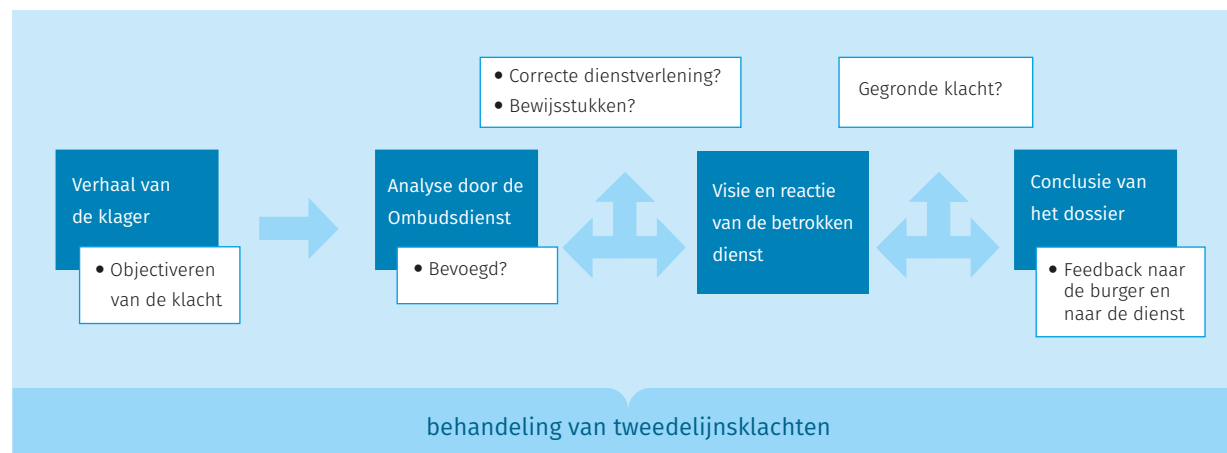 Verhaal van
de klager
• Objectiveren
van de klacht
Analyse door de
Ombudsdienst
• Bevoegd?
• Correcte dienstverlening?
• Bewijsstukken?
Visie en reactie
van de betrokken
dienst
Gegronde klacht?
Conclusie van
het dossier
• Feedback naar
de burger en
naar de dienst
behandeling van tweedelijnsklachten